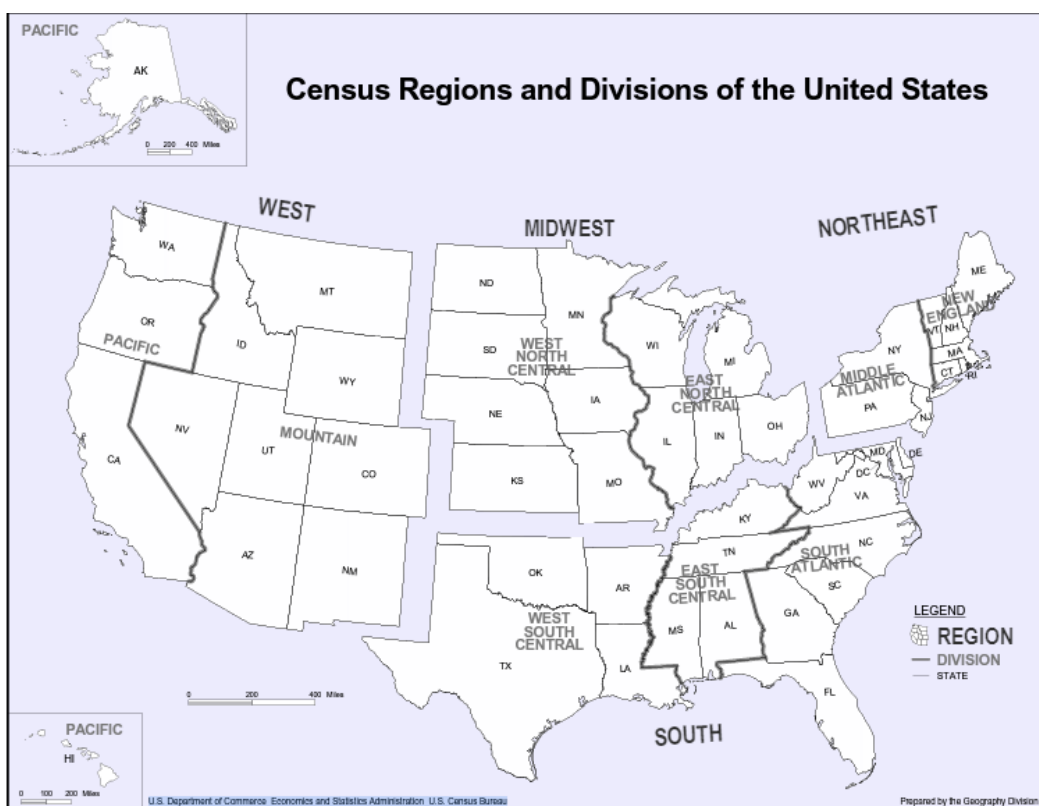 PACIFIC
AK
0 200 400 Miles
Census Regions and Divisions of the United States
WEST
MIDWEST
NORTHEAST
WA
MT
ND
MN
ME
OR
ID
SD
WI
MI
NY
VT
NH
NEW
ENGLAND
MA
CT
RI
PACIFIC
WY
WEST
NORTH
CENTRAL
EAST
NORTH
CENTRAL
MIDDLE
ATLANTIC
PA
NJ
NV
UT
MOUNTAIN
CO
NE
IA
IL
IN
OH
CA
KS
MO
WV
MD
DE
DC
VA
KY
AZ
NM
OK
AR
TN
NC
SOUTH
ATLANTIC
SC
EAST
SOUTH
CENTRAL
MS
AL
GA
WEST
SOUTH
CENTRAL
TX
LA
FL
LEGEND
REGION
DIVISION
STATE
0 200 400 Miles
SOUTH
PACIFIC
HI
0 100 200 Miles
U.S. Department of Commerce Economics and Statistics Administration U.S. Census Bureau
Prepared by the Geography Division